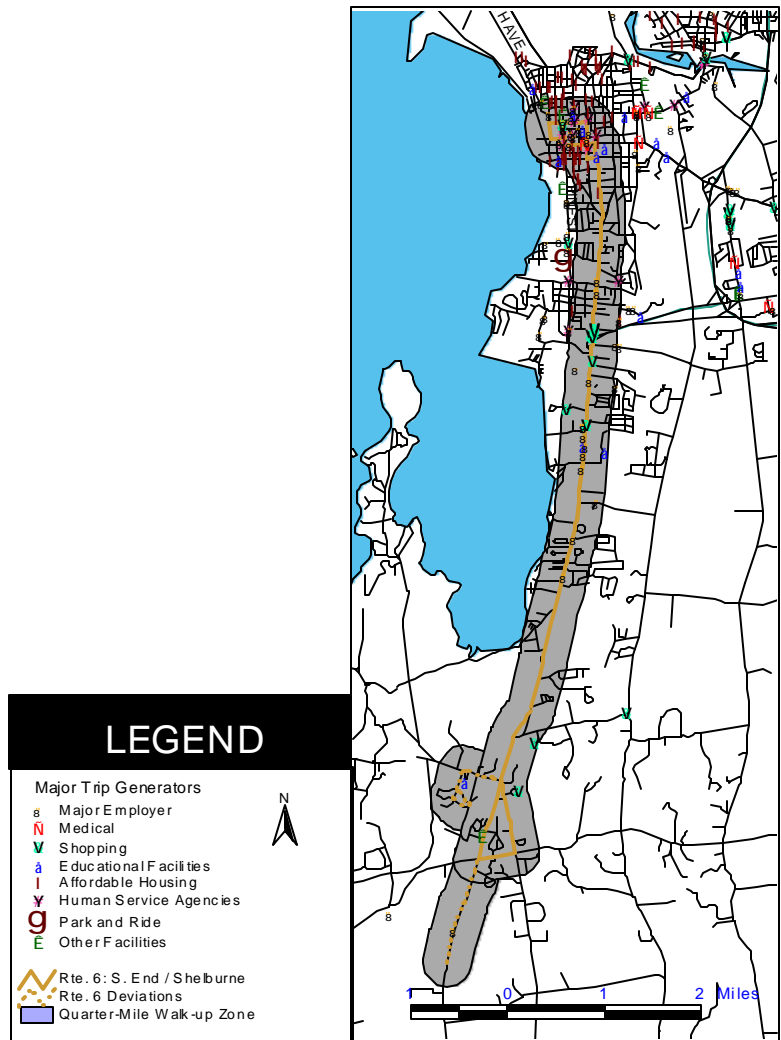 HAVE
LEGEND
Major Trip Generators
8 Major Employer
Ñ Medical
V Shopping
å Educational Facilities
I Affordable Housing
¥ Human Service Agencies
g Park and Ride
Ê Other Facilities
Rte. 6: S. End / Shelburne
Rte. 6 Deviations
Quarter-Mile Walk-up Zone
N
1 0 1 2 Miles